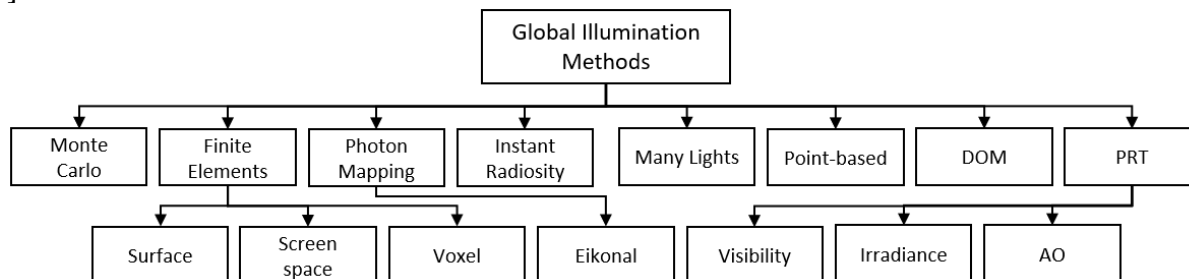 ]
Global Illumination
Methods
Monte
Carlo
Finite
Elements
Photon
Mapping
Instant
Radiosity
Many Lights
Point-based
DOM
PRT
Surface
Screen
space
Voxel
Eikonal
Visibility
Irradiance
AO